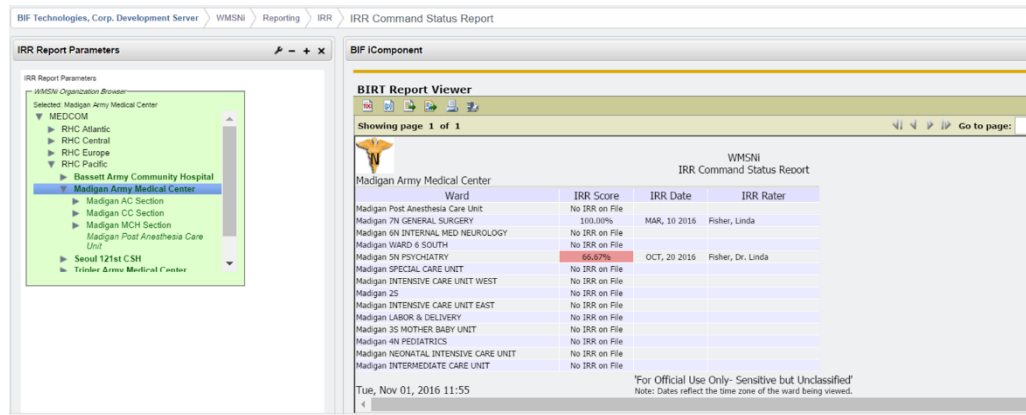 BIF Technologies, Corp. Development Server WMSNi Reporting IRR IRR Command Status Report
IRR Report Parameters
IRR Report Parameters
WMSNi Organization Browser
Selected: Madigan Army Medical Center
MEDCOM
RHC Atlantic
RHC Central
RHC Europe
RHC Pacific
Bassett Army Community Hospital
Madigan Army Medical Center
Madigan AC Section
Madigan CC Section
Madigan MCH Section
Madigan Post Anesthesia Care
Unit
Seoul 121st CSH
Tripler Army Medical Center
BIF iComponent
BIRT Report Viewer
Showing page 1 of 1 Go to page:
N
WMSNi
IRR Command Status Report
Madigan Army Medical Center
Ward IRR Score IRR Date IRR Rater
Madigan Post Anesthesia Care Unit No IRR on File
Madigan 7N GENERAL SURGERY 100.00% MAR, 10 2016 Fisher, Linda
Madigan 6N INTERNAL MED NEUROLOGY No IRR on File
Madigan WARD 6 SOUTH No IRR on File
Madigan 5N PSYCHIATRY 66.67% OCT, 20 2016 Fisher, Dr. Linda
Madigan SPECIAL CARE UNIT No IRR on File
Madigan INTENSIVE CARE UNIT WEST No IRR on File
Madigan 2S No IRR on File
Madigan INTENSIVE CARE UNIT EAST No IRR on File
Madigan LABOR & DELIVERY No IRR on File
Madigan 3S MOTHER BABY UNIT No IRR on File
Madigan 4N PEDIATRICS No IRR on File
Madigan NEONATAL INTENSIVE CARE UNIT No IRR on File
Madigan INTERMEDIATE CARE UNIT No IRR on File
'For Official Use Only- Sensitive but Unclassified'
Tue, Nov 01, 2016 11:55 Note: Dates reflect the time zone of the ward being viewed.